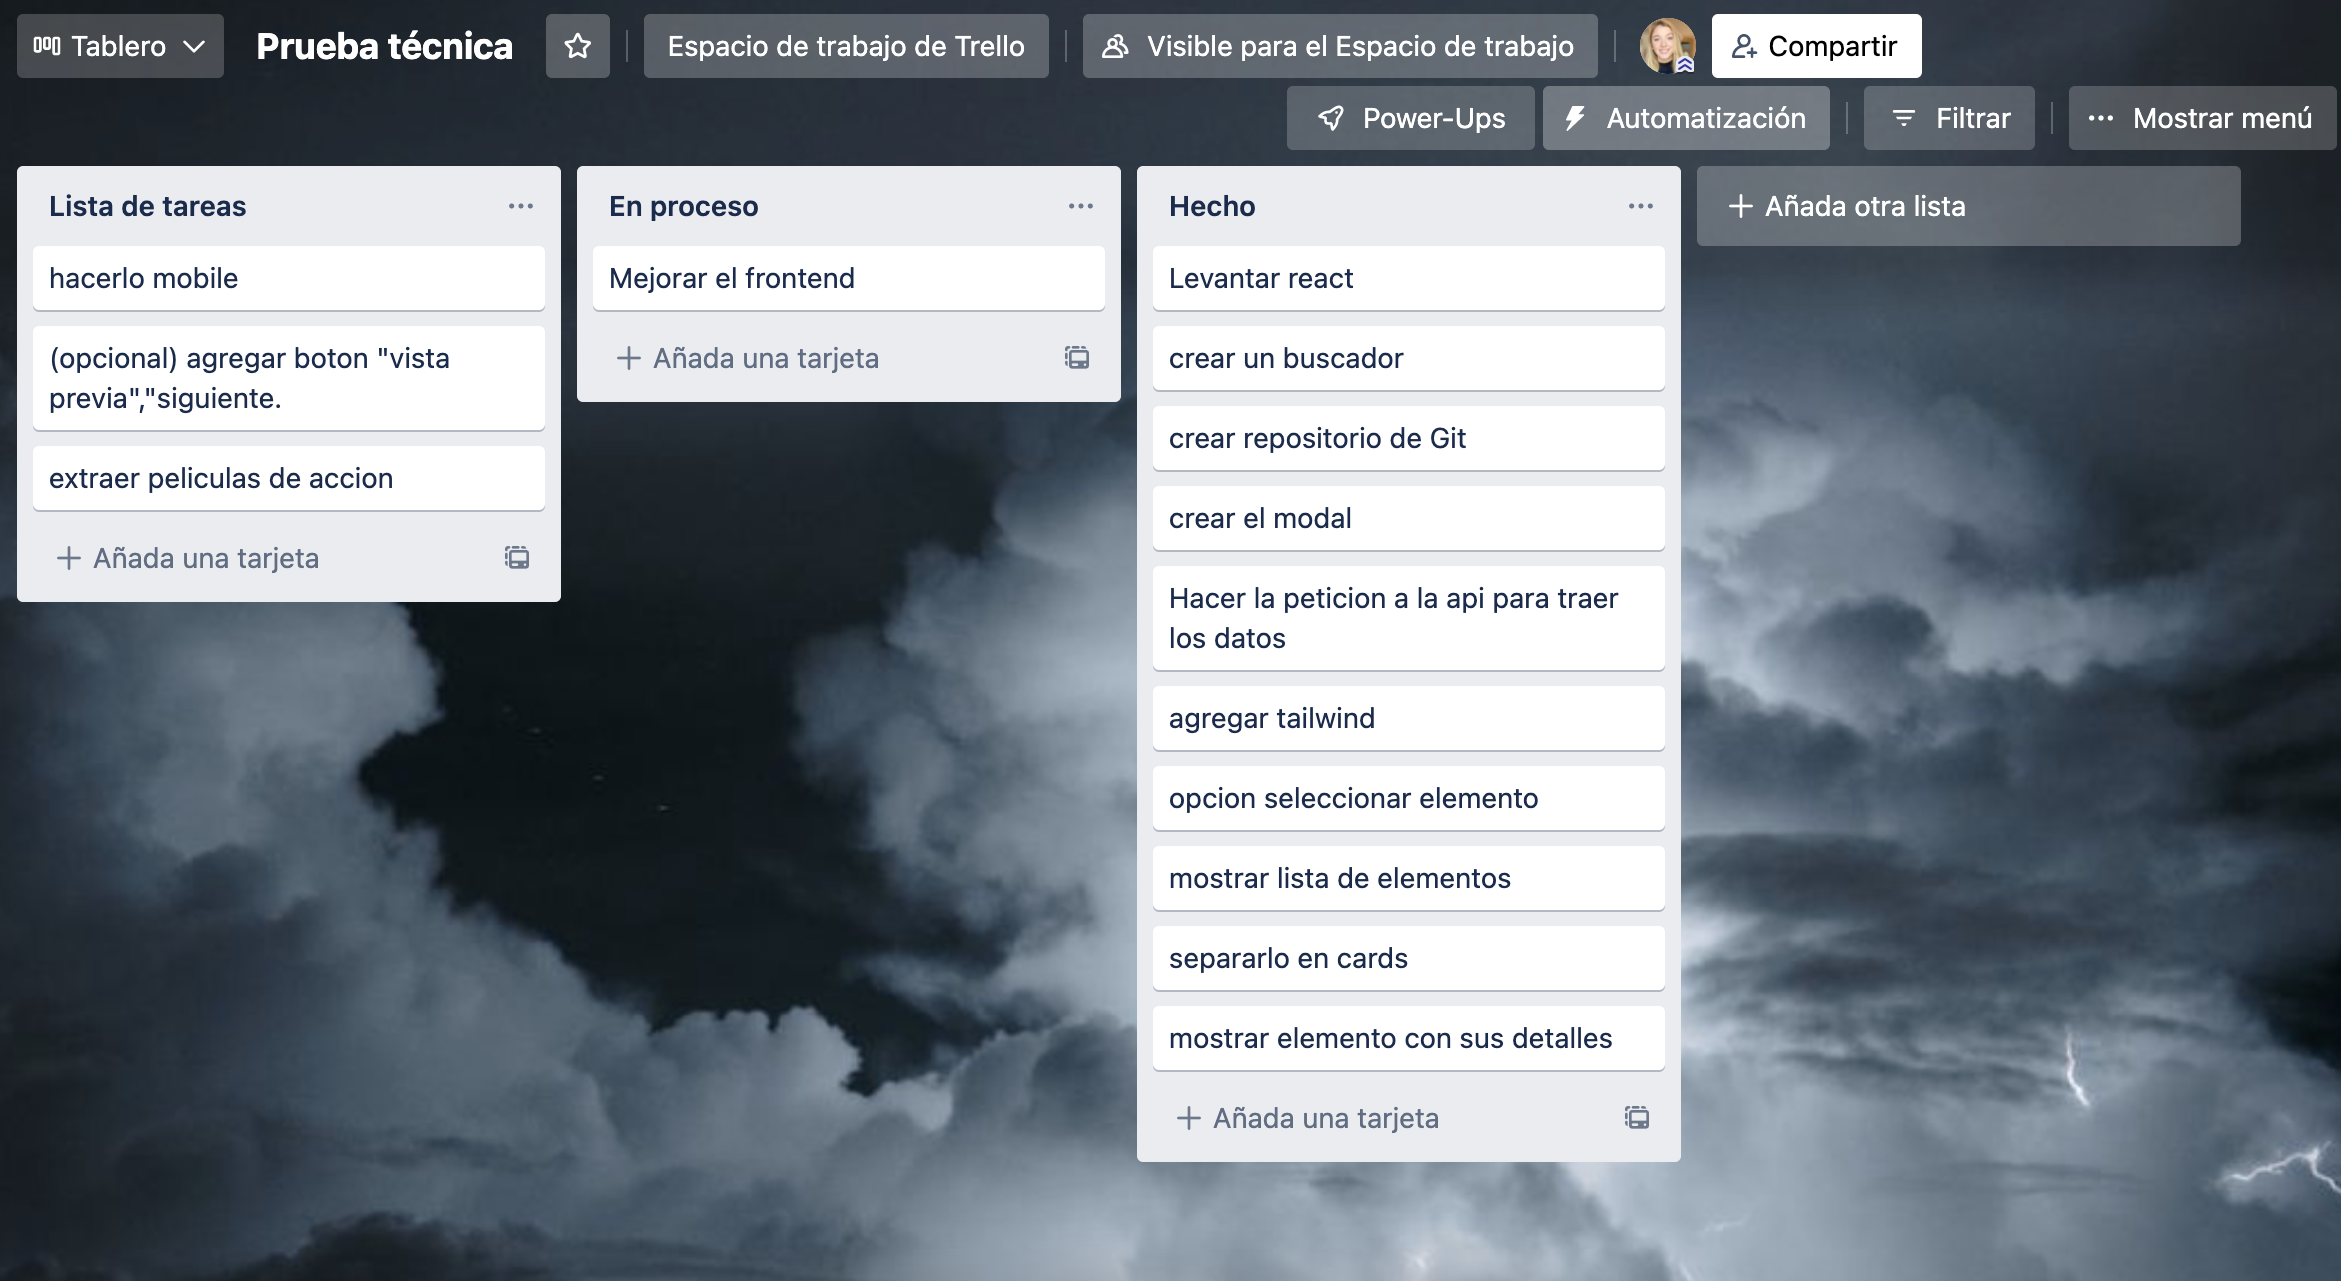 Tablero
Prueba técnica
Espacio de trabajo de Trello
Visible para el Espacio de trabajo
Compartir
Power-Ups
Automatización
Filtrar
Mostrar menú
Lista de tareas
hacerlo mobile
(opcional) agregar boton "vista
previa","siguiente.
extraer peliculas de accion
Añada una tarjeta
En proceso
Mejorar el frontend
Añada una tarjeta
Hecho
Levantar react
crear un buscador
crear repositorio de Git
crear el modal
Hacer la peticion a la api para traer
los datos
agregar tailwind
opcion seleccionar elemento
mostrar lista de elementos
separarlo en cards
mostrar elemento con sus detalles
Añada una tarjeta
Añada otra lista